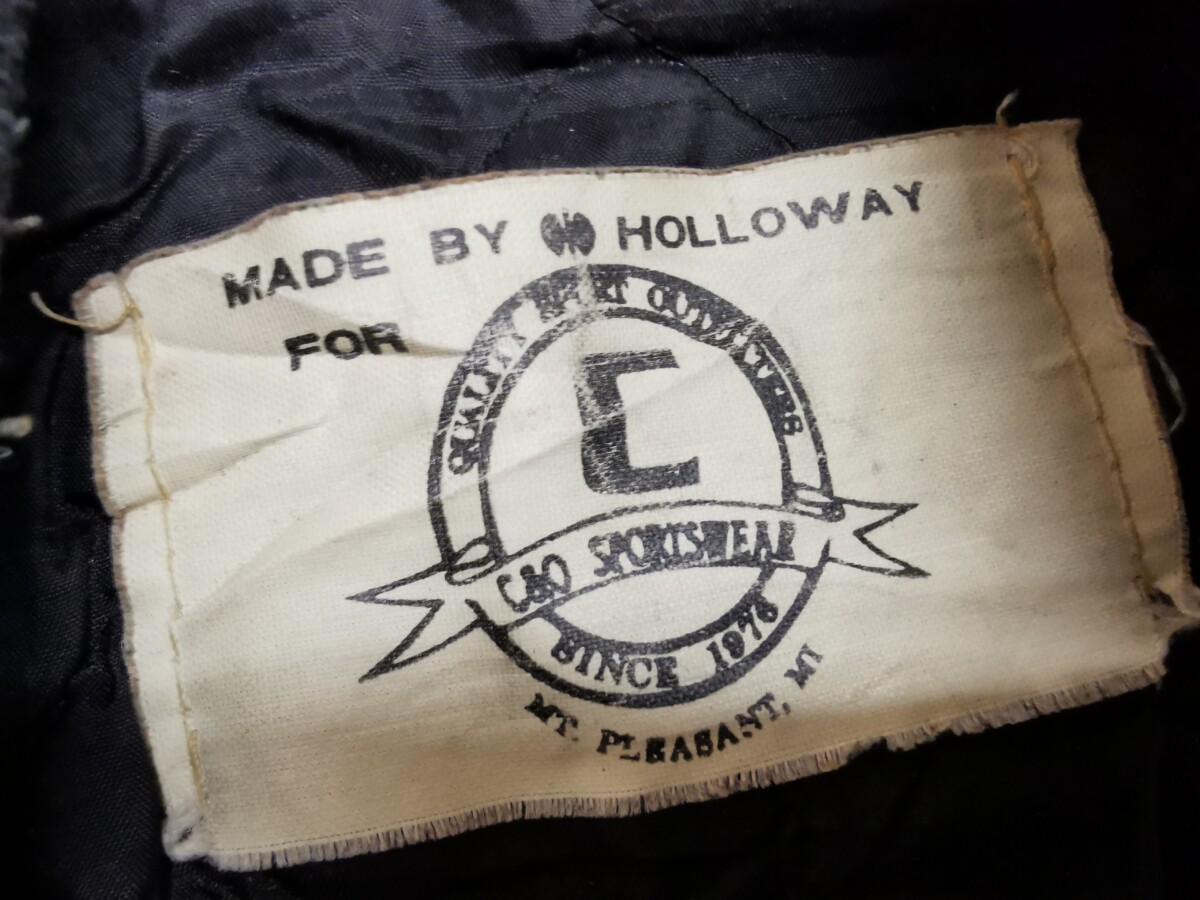 MADE BY HOLLOWAY
FOR
QUALITY SPORT OUTFITTERS
C
C&O SPORTSWEAR
SINCE 1976
MT. PLEASANT, MI